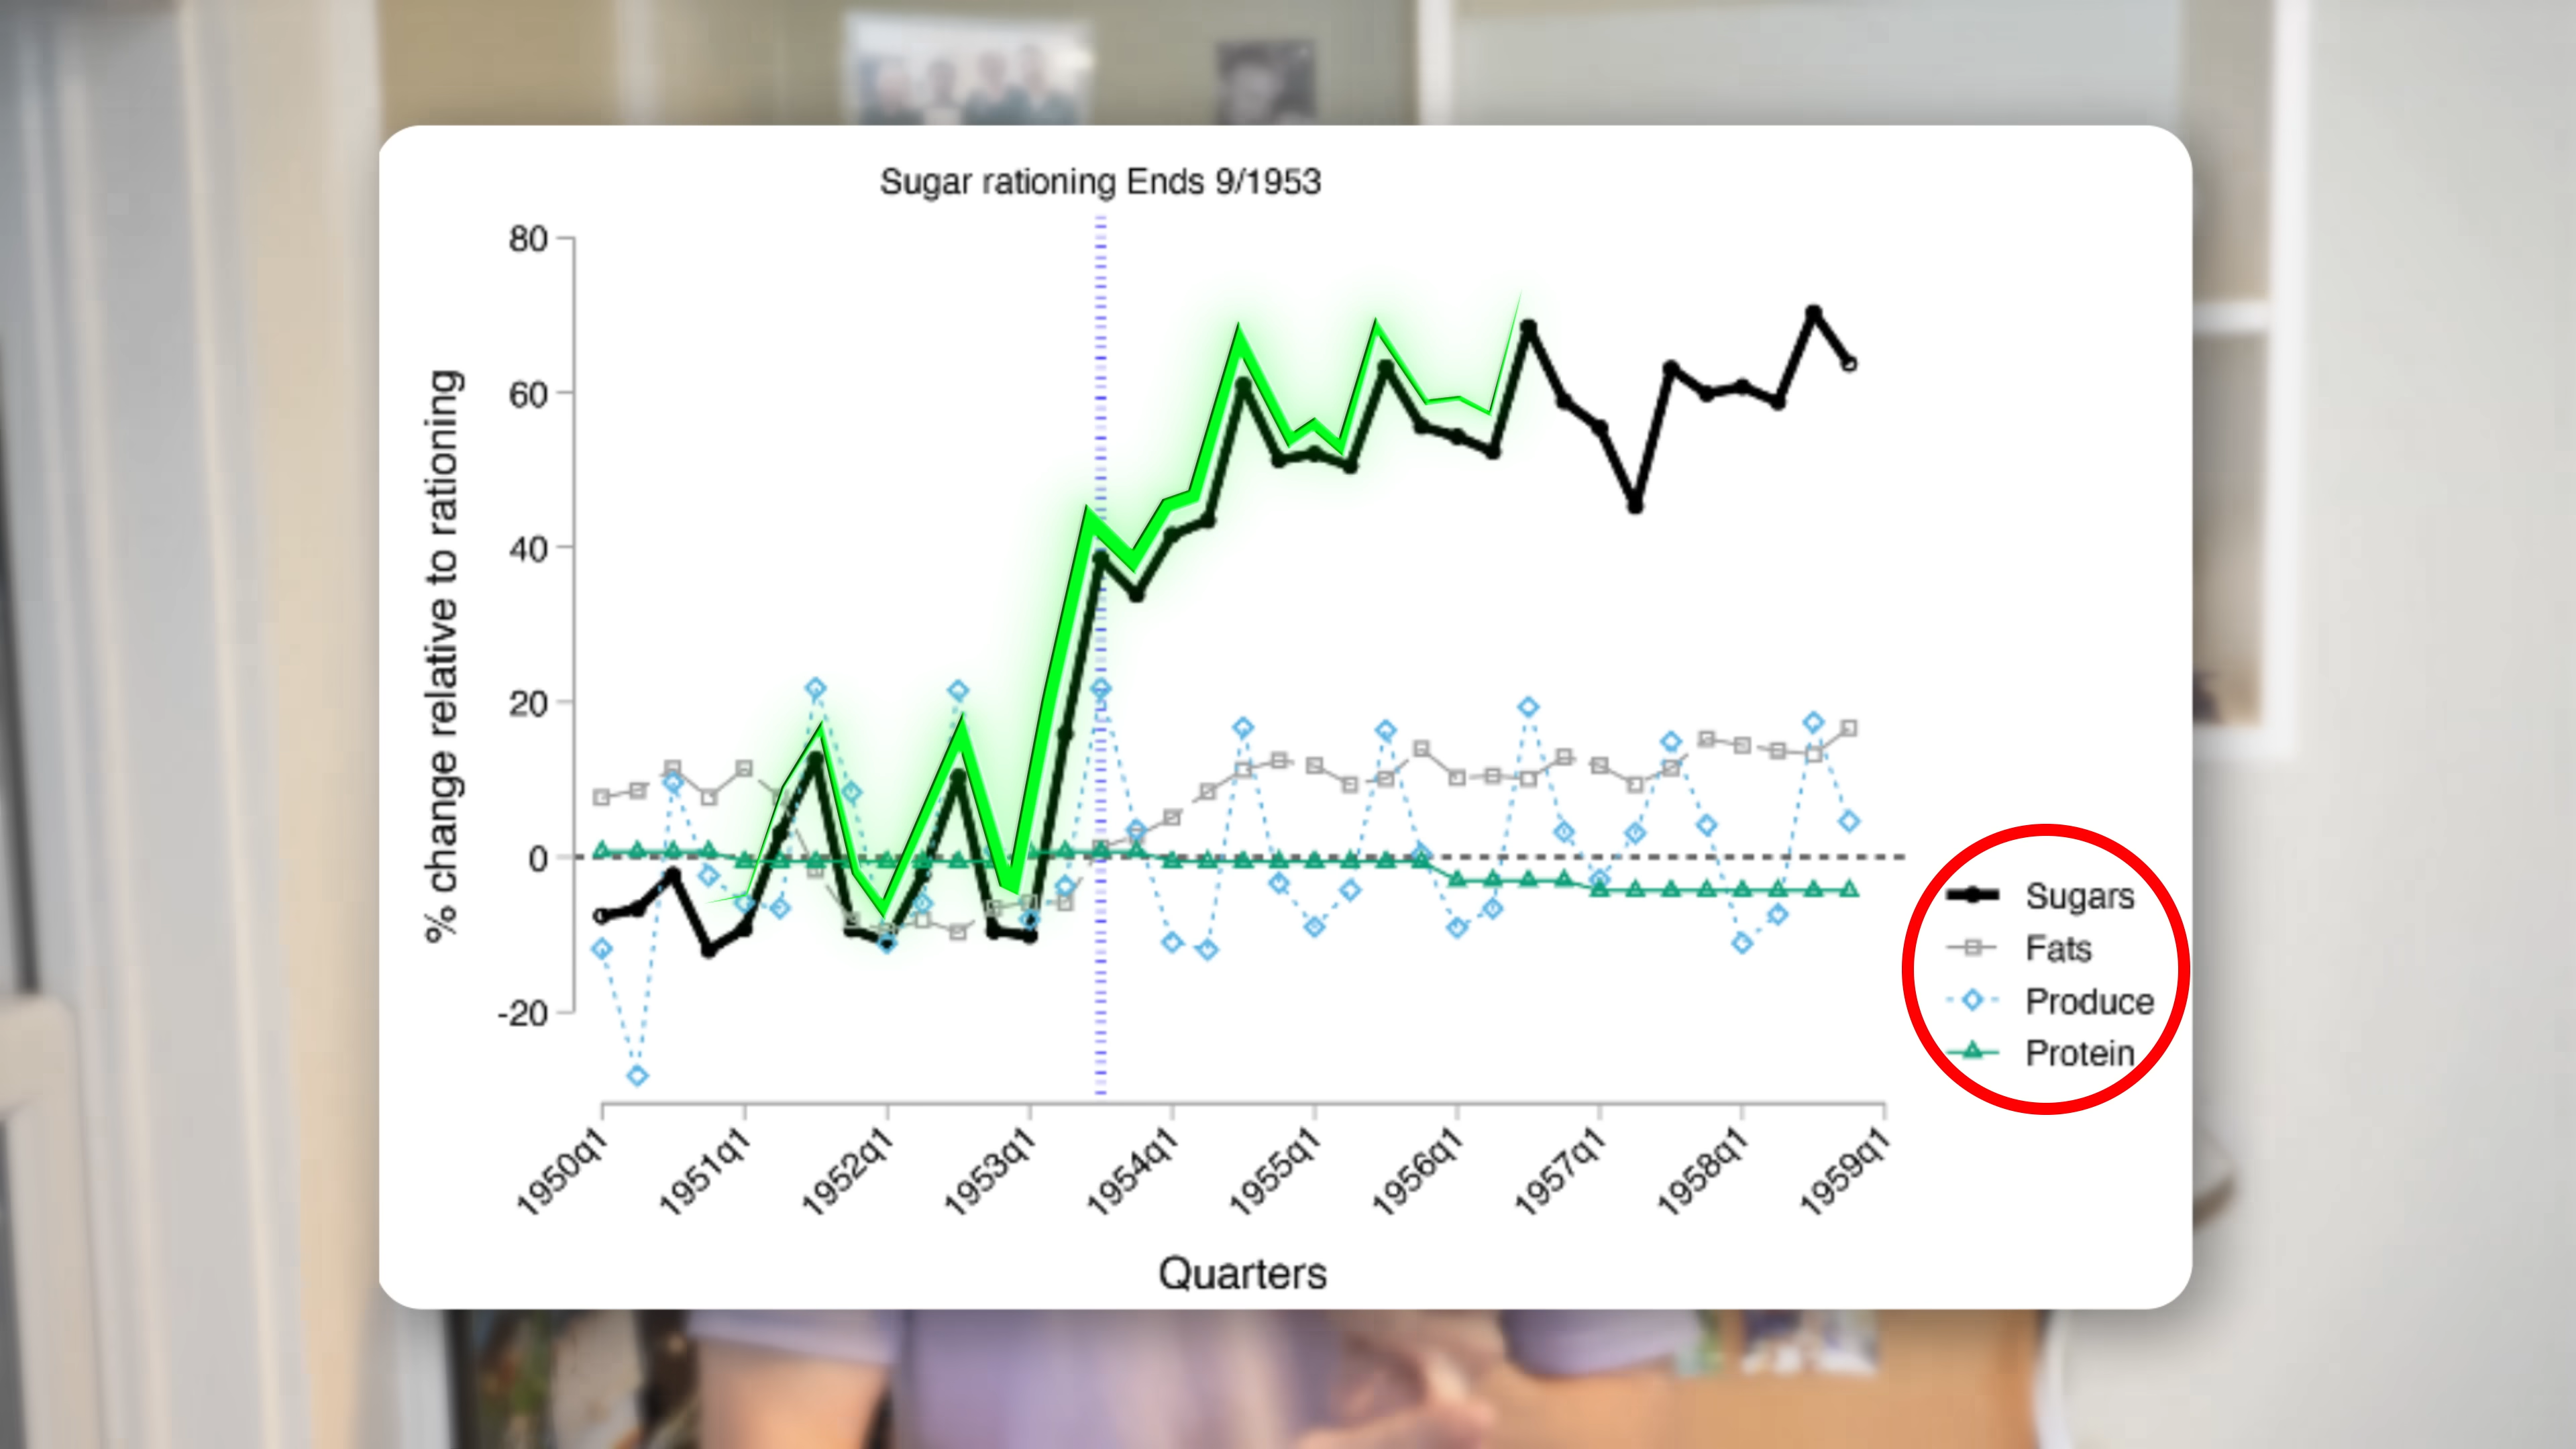 Sugar rationing Ends 9/1953
80
60
40
20
0
-20
% change relative to rationing
1950q1
1951q1
1952q1
1953q1
1954q1
1955q1
1956q1
1957q1
1958q1
1959q1
Quarters
Sugars
Fats
Produce
Protein